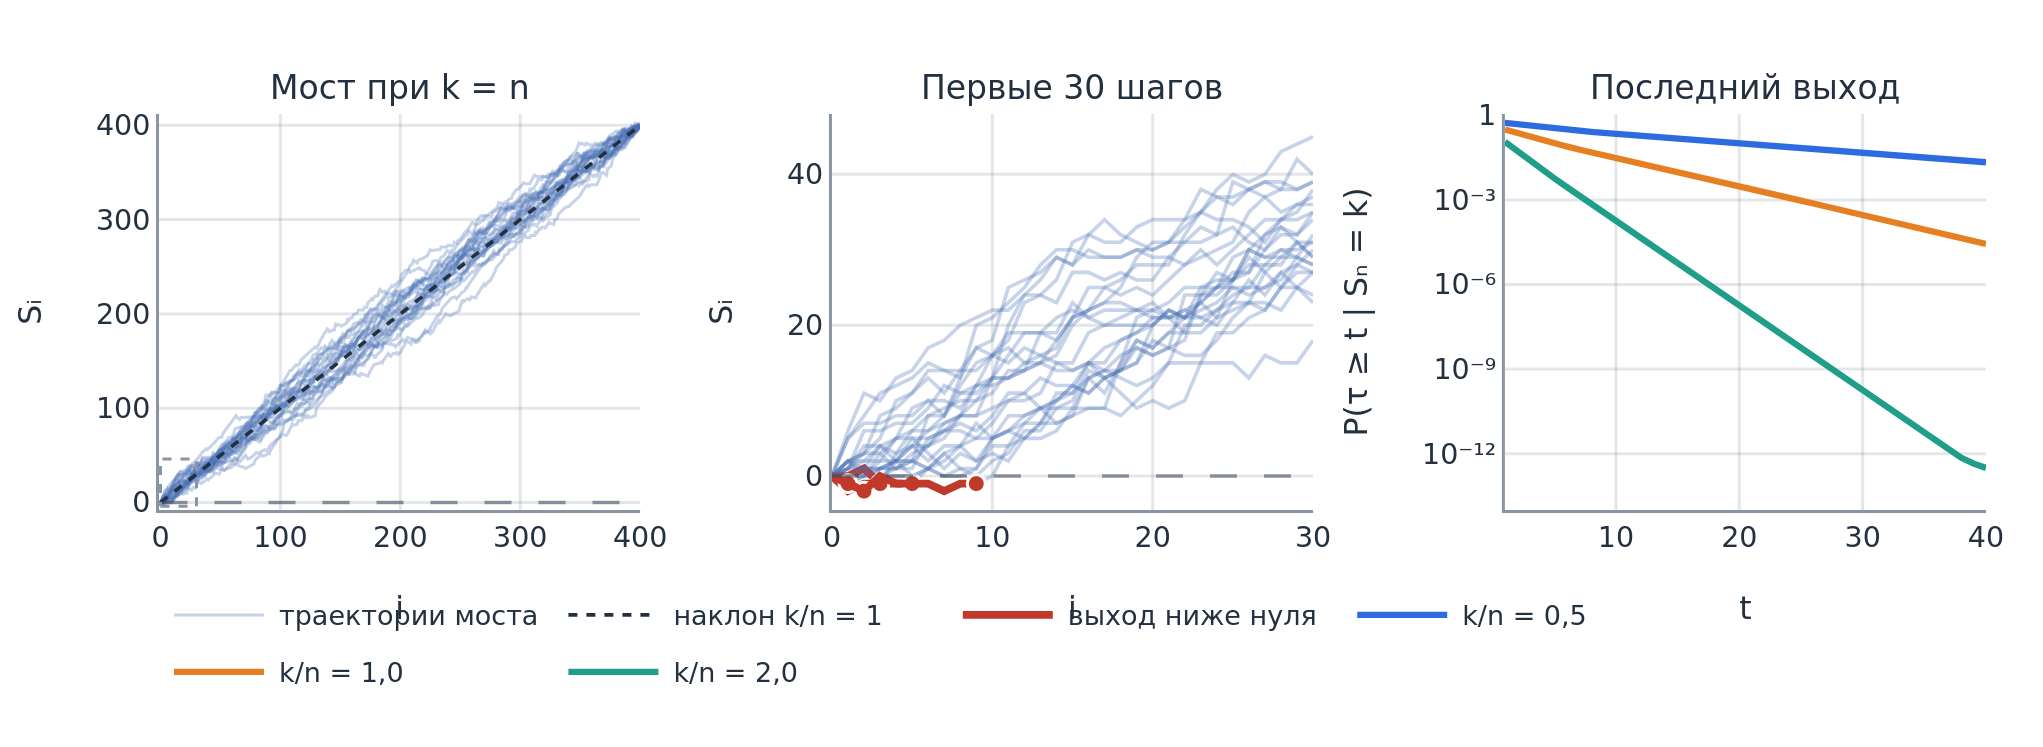 Мост при k = n
Первые 30 шагов
Последний выход
Sᵢ
400
300
200
100
0
0 100 200 300 400
i
Sᵢ
40
20
0
0 10 20 30
i
P(τ ≥ t | Sₙ = k)
1
10⁻³
10⁻⁶
10⁻⁹
10⁻¹²
10 20 30 40
t
траектории моста
наклон k/n = 1
выход ниже нуля
k/n = 0,5
k/n = 1,0
k/n = 2,0